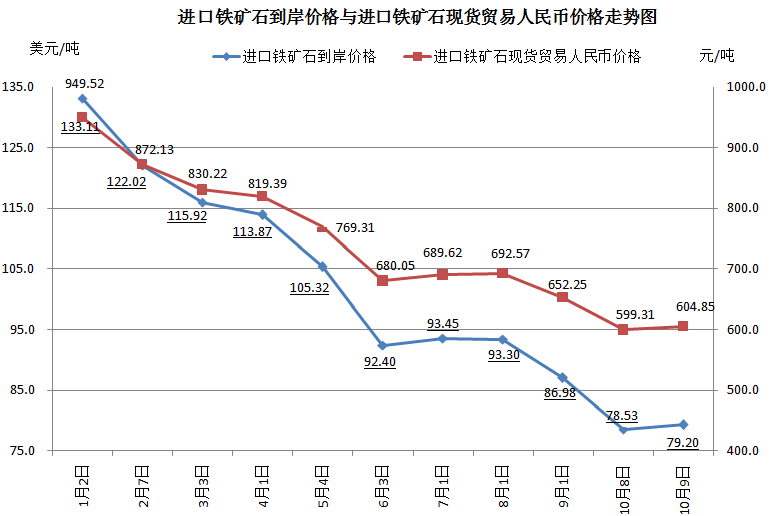 进口铁矿石到岸价格与进口铁矿石现货贸易人民币价格走势图
美元/吨
进口铁矿石到岸价格
进口铁矿石现货贸易人民币价格
元/吨
135.0
125.0
115.0
105.0
95.0
85.0
75.0
1000.0
900.0
800.0
700.0
600.0
500.0
400.0
949.52
872.13
830.22
819.39
769.31
680.05
689.62
692.57
652.25
599.31
604.85
133.11
122.02
115.92
113.87
105.32
92.40
93.45
93.30
86.98
78.53
79.20
1月2日
2月7日
3月3日
4月1日
5月4日
6月3日
7月1日
8月1日
9月1日
10月8日
10月9日